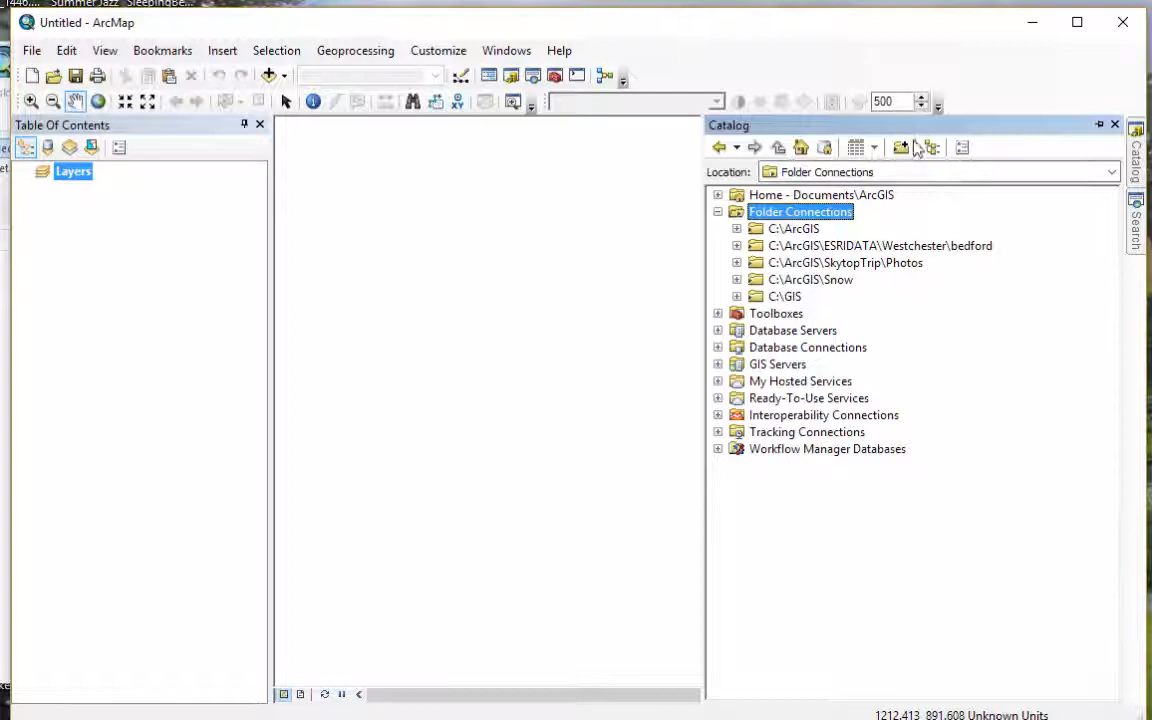 1446.... SummerJazz
Untitled - ArcMap
File Edit View Bookmarks Insert Selection Geoprocessing Customize Windows Help
500
Table Of Contents
Layers
Catalog
Location: Folder Connections
Home - Documents\ArcGIS
Folder Connections
C:\ArcGIS
C:\ArcGIS\ESRIDATA\Westchester\bedford
C:\ArcGIS\SkytopTrip\Photos
C:\ArcGIS\Snow
C:\GIS
Toolboxes
Database Servers
Database Connections
GIS Servers
My Hosted Services
Ready-To-Use Services
Interoperability Connections
Tracking Connections
Workflow Manager Databases
Catalog
Search
1212.413 891.608 Unknown Units